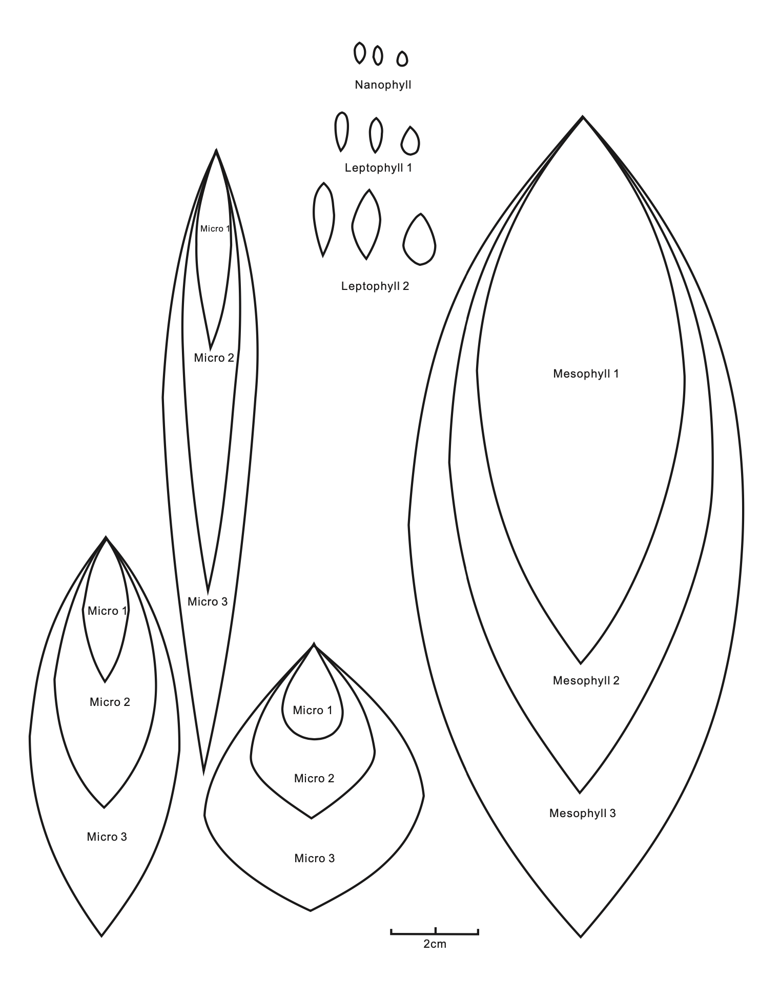 Nanophyll
Leptophyll 1
Leptophyll 2
Micro 1
Micro 2
Micro 3
Mesophyll 1
Mesophyll 2
Mesophyll 3
Micro 1
Micro 2
Micro 3
Micro 1
Micro 2
Micro 3
2cm